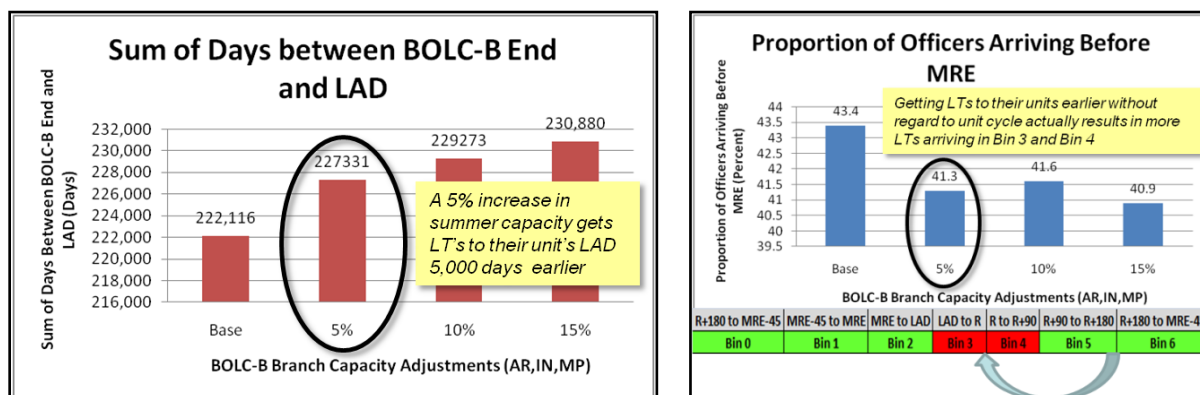 Sum of Days between BOLC-B End
and LAD
Sum of Days Between BOLC-B End and
LAD (Days)
232,000
230,000
228,000
226,000
224,000
222,000
220,000
218,000
216,000
222,116
227331
229273
230,880
A 5% increase in
summer capacity gets
LT's to their unit's LAD
5,000 days earlier
Base 5% 10% 15%
BOLC-B Branch Capacity Adjustments (AR,IN,MP)
Proportion of Officers Arriving Before
MRE
Proportion of Officers Arriving Before
MRE (Percent)
44
43.5
43
42.5
42
41.5
41
40.5
40
39.5
43.4
41.3
41.6
40.9
Getting LTs to their units earlier without
regard to unit cycle actually results in more
LTs arriving in Bin 3 and Bin 4
Base 5% 10% 15%
BOLC-B Branch Capacity Adjustments (AR,IN,MP)
R+180 to MRE-45 MRE-45 to MRE MRE to LAD LAD to R R to R+90 R+90 to R+180 R+180 to MRE-4
Bin 0 Bin 1 Bin 2 Bin 3 Bin 4 Bin 5 Bin 6